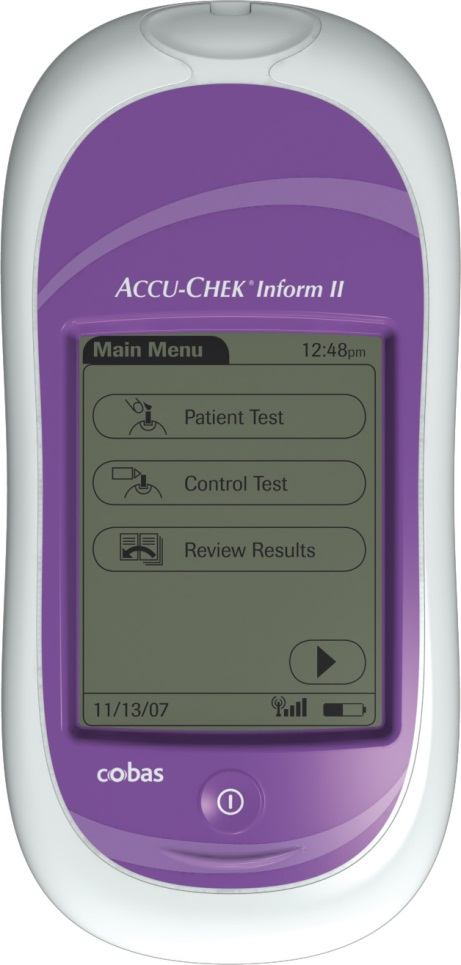 ACCU-CHEK® Inform II
Main Menu 12:48pm
Patient Test
Control Test
Review Results
11/13/07
cobas